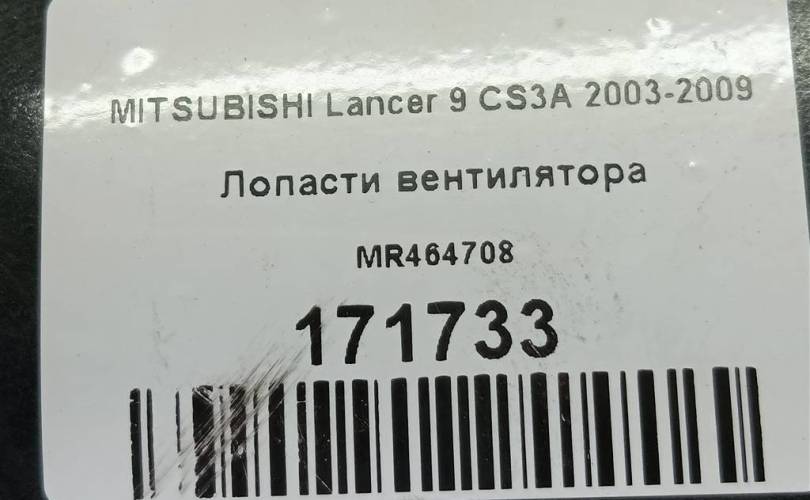 MITSUBISHI Lancer 9 CS3A 2003-2009
Лопасти вентилятора
MR464708
171733